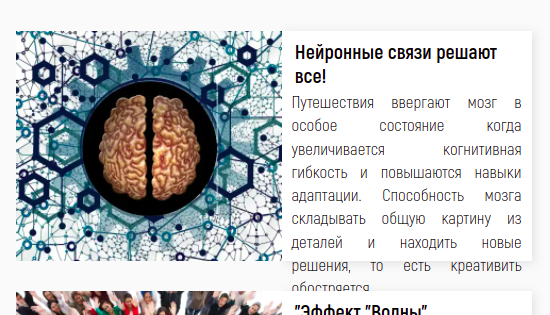 Нейронные связи решают
все!
Путешествия ввергают мозг в
особое состояние когда
увеличивается когнитивная
гибкость и повышаются навыки
адаптации. Способность мозга
складывать общую картину из
деталей и находить новые
решения, то есть креативить
обостряется.
"Эффект "Волны"